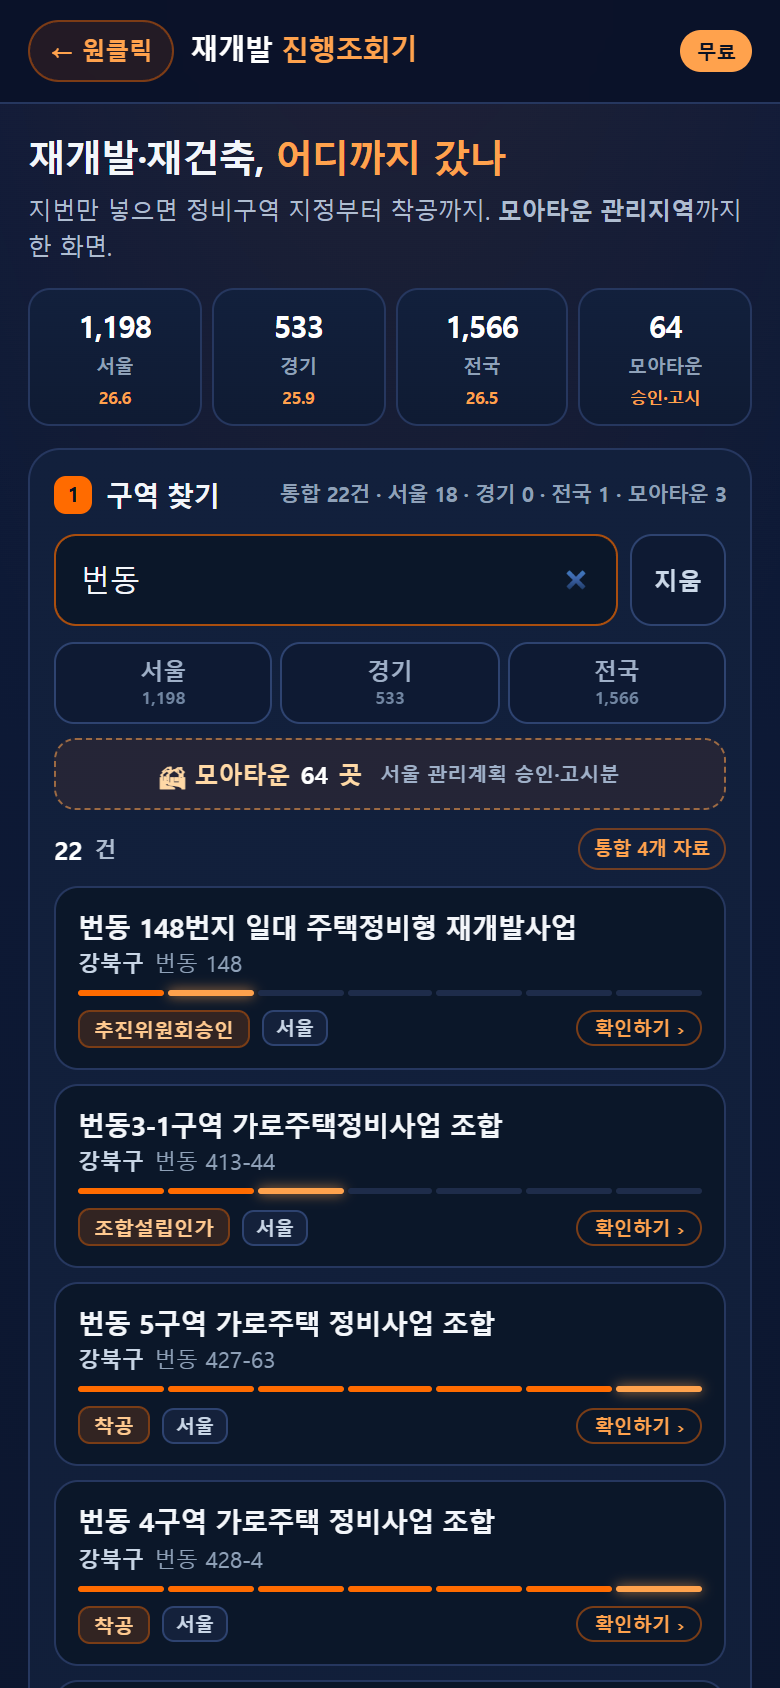 ← 원클릭 재개발 진행조회기 무료
재개발·재건축, 어디까지 갔나
지번만 넣으면 정비구역 지정부터 착공까지. 모아타운 관리지역까지
한 화면.
1,198 533 1,566 64
서울 경기 전국 모아타운
26.6 25.9 26.5 승인·고시
1 구역 찾기 통합 22건 · 서울 18 · 경기 0 · 전국 1 · 모아타운 3
번동 × 지움
서울 경기 전국
1,198 533 1,566
모아타운 64 곳 서울 관리계획 승인·고시분
22 건 통합 4개 자료
번동 148번지 일대 주택정비형 재개발사업
강북구 번동 148
추진위원회승인 서울 확인하기 ›
번동3-1구역 가로주택정비사업 조합
강북구 번동 413-44
조합설립인가 서울 확인하기 ›
번동 5구역 가로주택 정비사업 조합
강북구 번동 427-63
착공 서울 확인하기 ›
번동 4구역 가로주택 정비사업 조합
강북구 번동 428-4
착공 서울 확인하기 ›